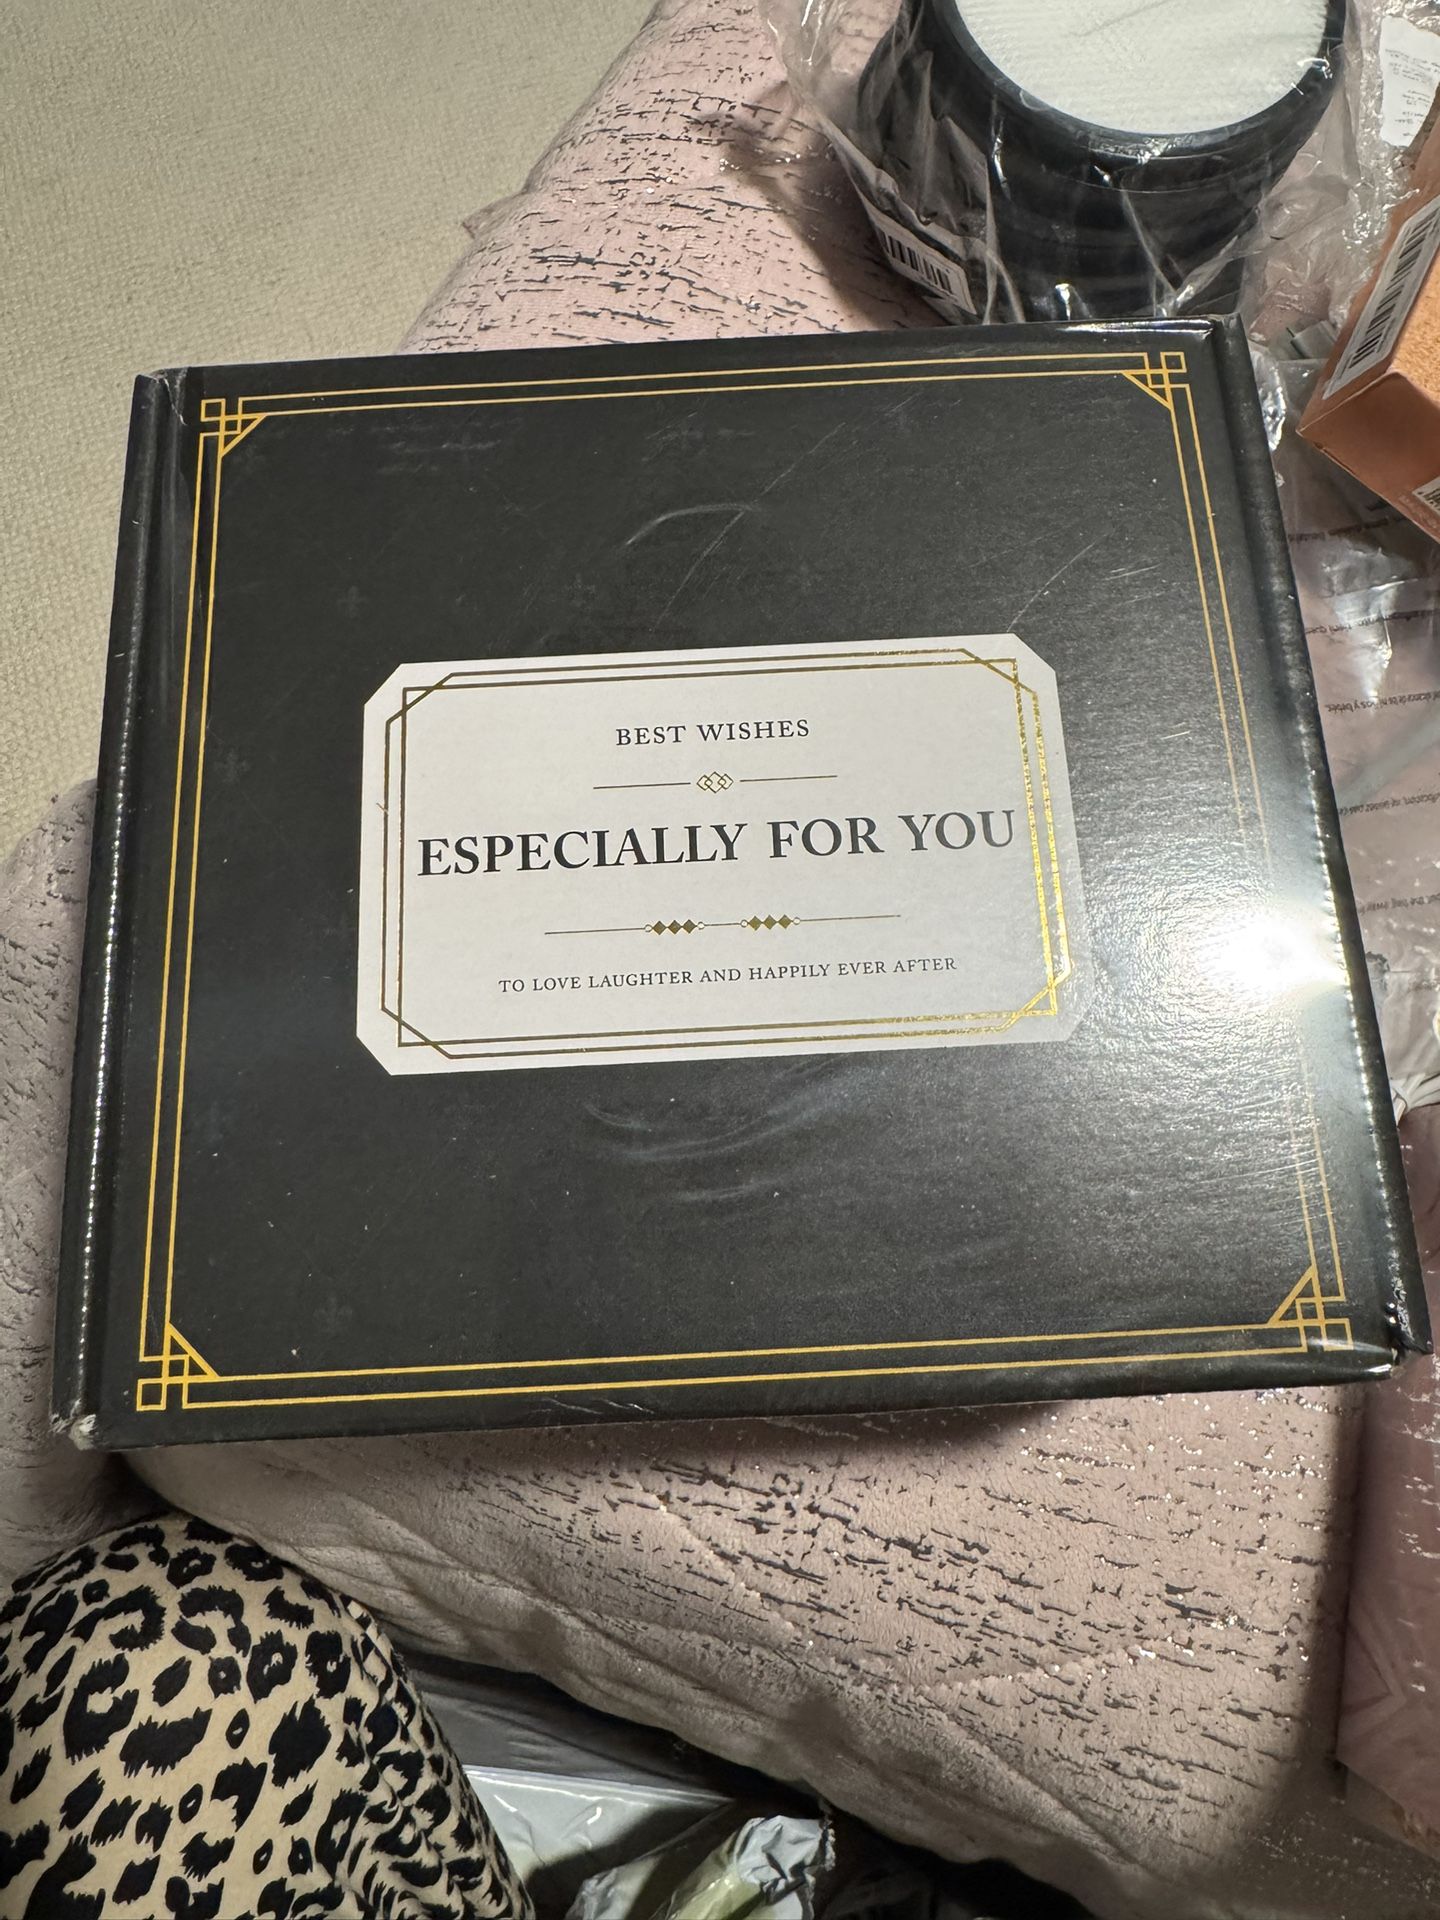 BEST WISHES
ESPECIALLY FOR YOU
TO LOVE LAUGHTER AND HAPPILY EVER AFTER